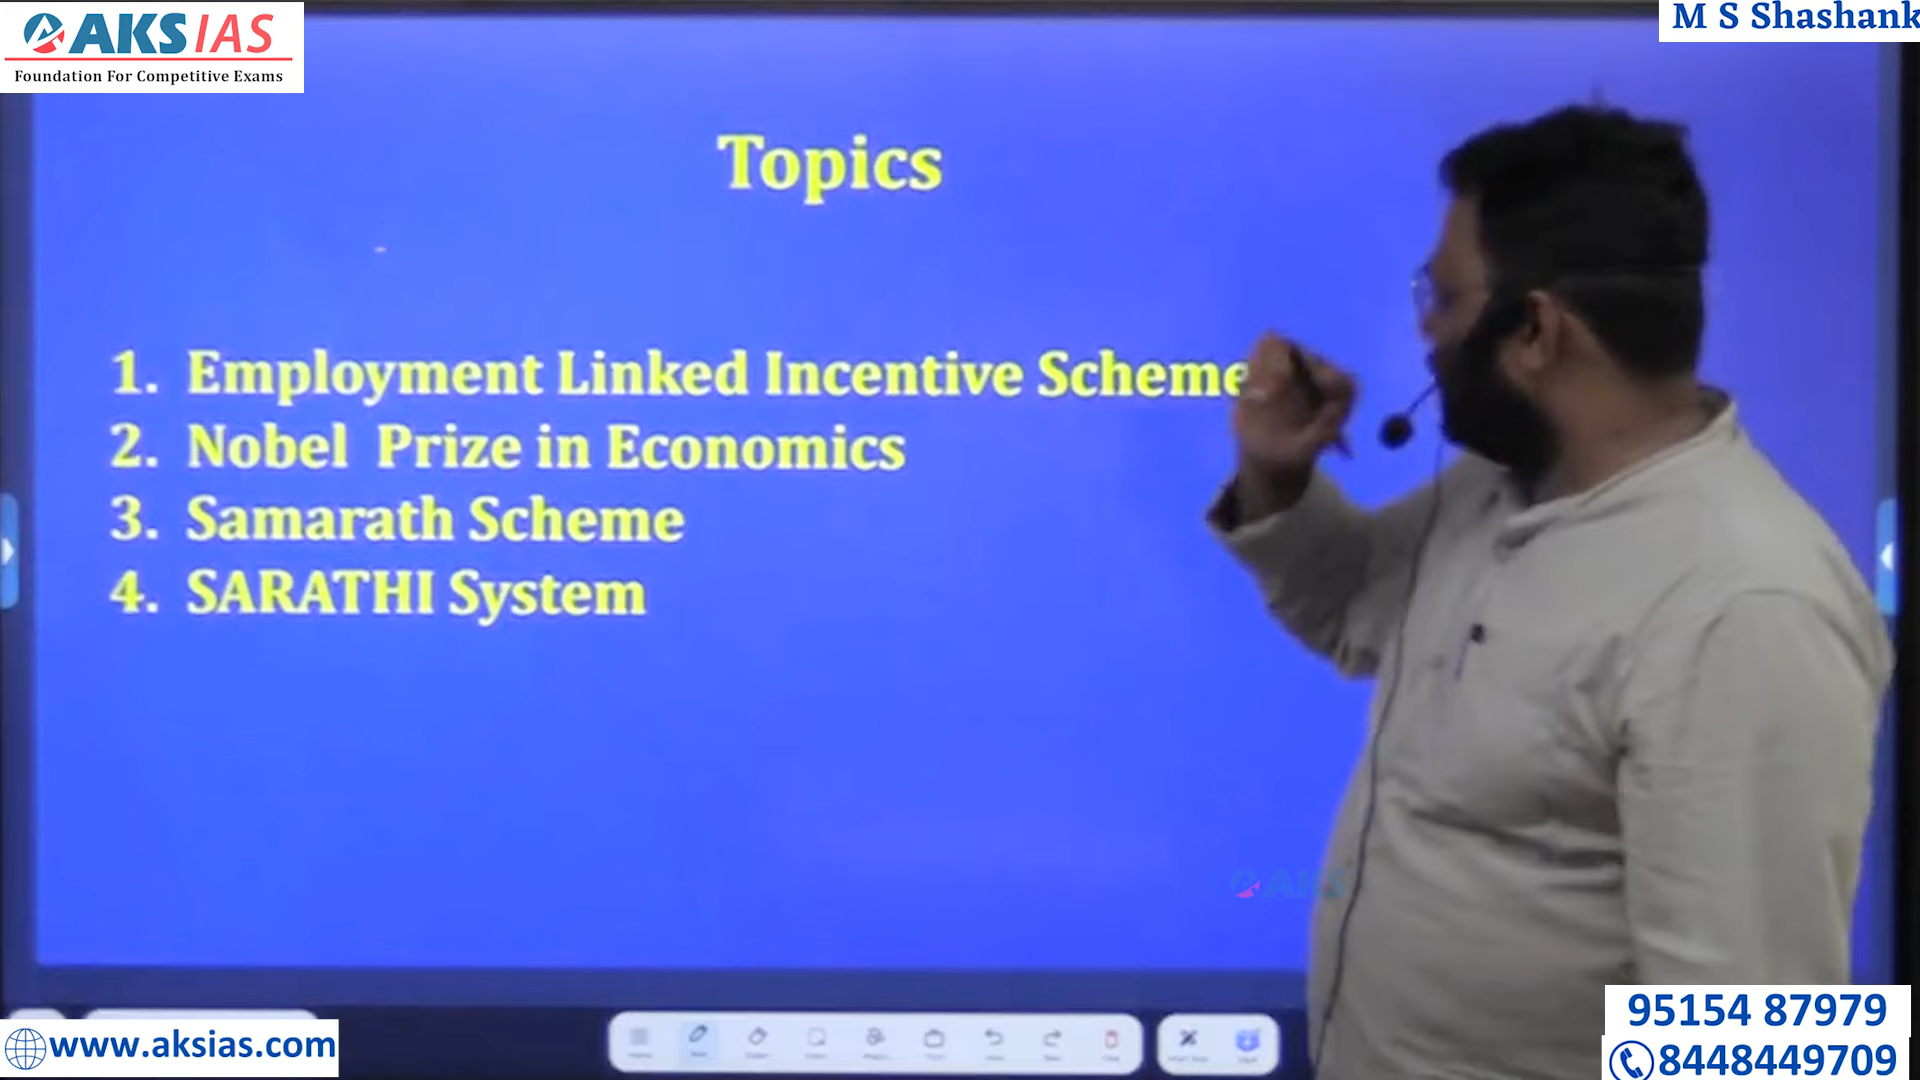 AKS IAS
Foundation For Competitive Exams
M S Shashank
Topics
1. Employment Linked Incentive Scheme
2. Nobel Prize in Economics
3. Samarath Scheme
4. SARATHI System
AKS
www.aksias.com
95154 87979
8448449709